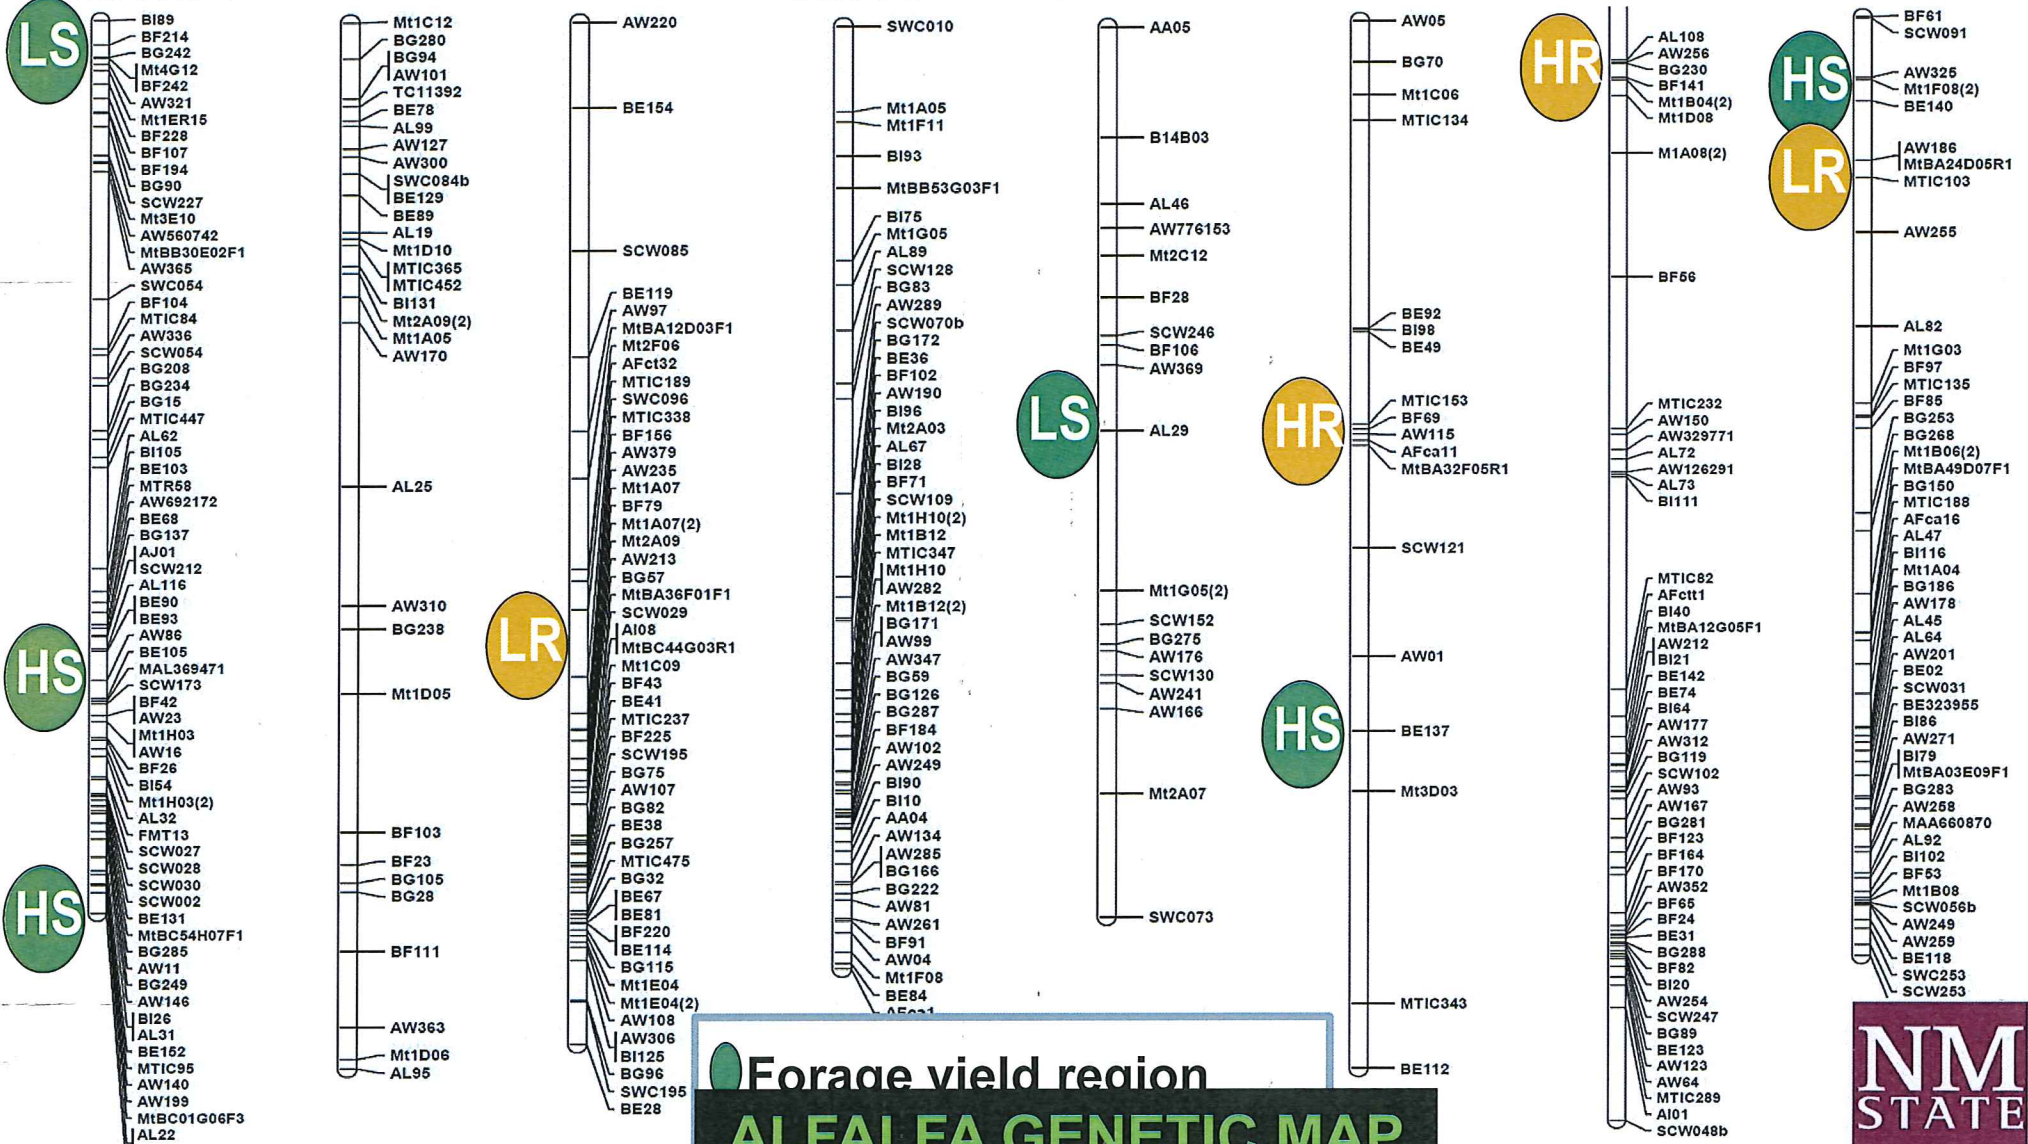 LS
HS
HS
BI89
BF214
BG242
Mt4G12
BF242
AW321
Mt1ER15
BF228
BF107
BF194
BG90
SCW227
Mt3E10
AW560742
MtBB30E02F1
AW365
SWC054
BF104
MTIC84
AW336
SCW054
BG208
BG234
BG15
MTIC447
AL62
BI105
BE103
MTR58
AW692172
BE68
BG137
AJ01
SCW212
AL116
BE90
BE93
AW86
BE105
MAL369471
SCW173
BF42
AW23
Mt1H03
AW16
BF26
BI54
Mt1H03(2)
AL32
FMT13
SCW027
SCW028
SCW030
SCW002
BE131
MtBC54H07F1
BG285
AW11
BG249
AW146
BI26
AL31
BE152
MTIC95
AW140
AW199
MtBC01G06F3
AL22
Mt1C12
BG280
BG94
AW101
TC11392
BE78
AL99
AW127
AW300
SWC084b
BE129
BE89
AL19
Mt1D10
MTIC365
MTIC452
BI131
Mt2A09(2)
Mt1A05
AW170
AL25
AW310
BG238
Mt1D05
BF103
BF23
BG105
BG28
BF111
AW363
Mt1D06
AL95
LR
AW220
BE154
SCW085
BE119
AW97
MtBA12D03F1
Mt2F06
AFct32
MTIC189
SWC096
MTIC338
BF156
AW379
AW235
Mt1A07
BF79
Mt1A07(2)
Mt2A09
AW213
BG57
MtBA36F01F1
SCW029
AI08
MtBC44G03R1
Mt1C09
BF43
BE41
MTIC237
BF225
SCW195
BG75
AW107
BG82
BE38
BG257
MTIC475
BG32
BE67
BE81
BF220
BE114
BG115
Mt1E04
Mt1E04(2)
AW108
AW306
BI125
BG96
SWC195
BE28
SWC010
Mt1A05
Mt1F11
BI93
MtBB53G03F1
BI75
Mt1G05
AL89
SCW128
BG83
AW289
SCW070b
BG172
BE36
BF102
AW190
BI96
Mt2A03
AL67
BI28
BF71
SCW109
Mt1H10(2)
Mt1B12
MTIC347
Mt1H10
AW282
Mt1B12(2)
BG171
AW99
AW347
BG59
BG126
BG287
BF184
AW102
AW249
BI90
BI10
AA04
AW134
AW285
BG166
BG222
AW81
AW261
BF91
AW04
Mt1F08
BE84
LS
AA05
B14B03
AL46
AW776153
Mt2C12
BF28
SCW246
BF106
AW369
AL29
Mt1G05(2)
SCW152
BG275
AW176
SCW130
AW241
AW166
Mt2A07
SWC073
HR
HS
AW05
BG70
Mt1C06
MTIC134
BE92
BI98
BE49
MTIC153
BF69
AW115
AFca11
MtBA32F05R1
SCW121
AW01
BE137
Mt3D03
MTIC343
BE112
HR
AL108
AW256
BG230
BF141
Mt1B04(2)
Mt1D08
M1A08(2)
BF56
MTIC232
AW150
AW329771
AL72
AW126291
AL73
BI111
MTIC82
AFctt1
BI40
MtBA12G05F1
AW212
BI21
BE142
BE74
BI64
AW177
AW312
BG119
SCW102
AW93
AW167
BG281
BF123
BF164
BF170
AW352
BF65
BF24
BE31
BG288
BF82
BI20
AW254
SCW247
BG89
BE123
AW123
AW64
MTIC289
AI01
SCW048b
HS
LR
BF61
SCW091
AW325
Mt1F08(2)
BE140
AW186
MtBA24D05R1
MTIC103
AW255
AL82
Mt1G03
BF97
MTIC135
BF85
BG253
BG268
Mt1B06(2)
MtBA49D07F1
BG150
MTIC188
AFca16
AL47
BI116
Mt1A04
BG186
AW178
AL45
AL64
AW201
BE02
SCW031
BE323955
BI86
AW271
BI79
MtBA03E09F1
BG283
AW258
MAA660870
AL92
BI102
BF53
Mt1B08
SCW056b
AW249
AW259
BE118
SWC253
SCW253
Forage yield region
ALFALFA GENETIC MAP
NM
STATE